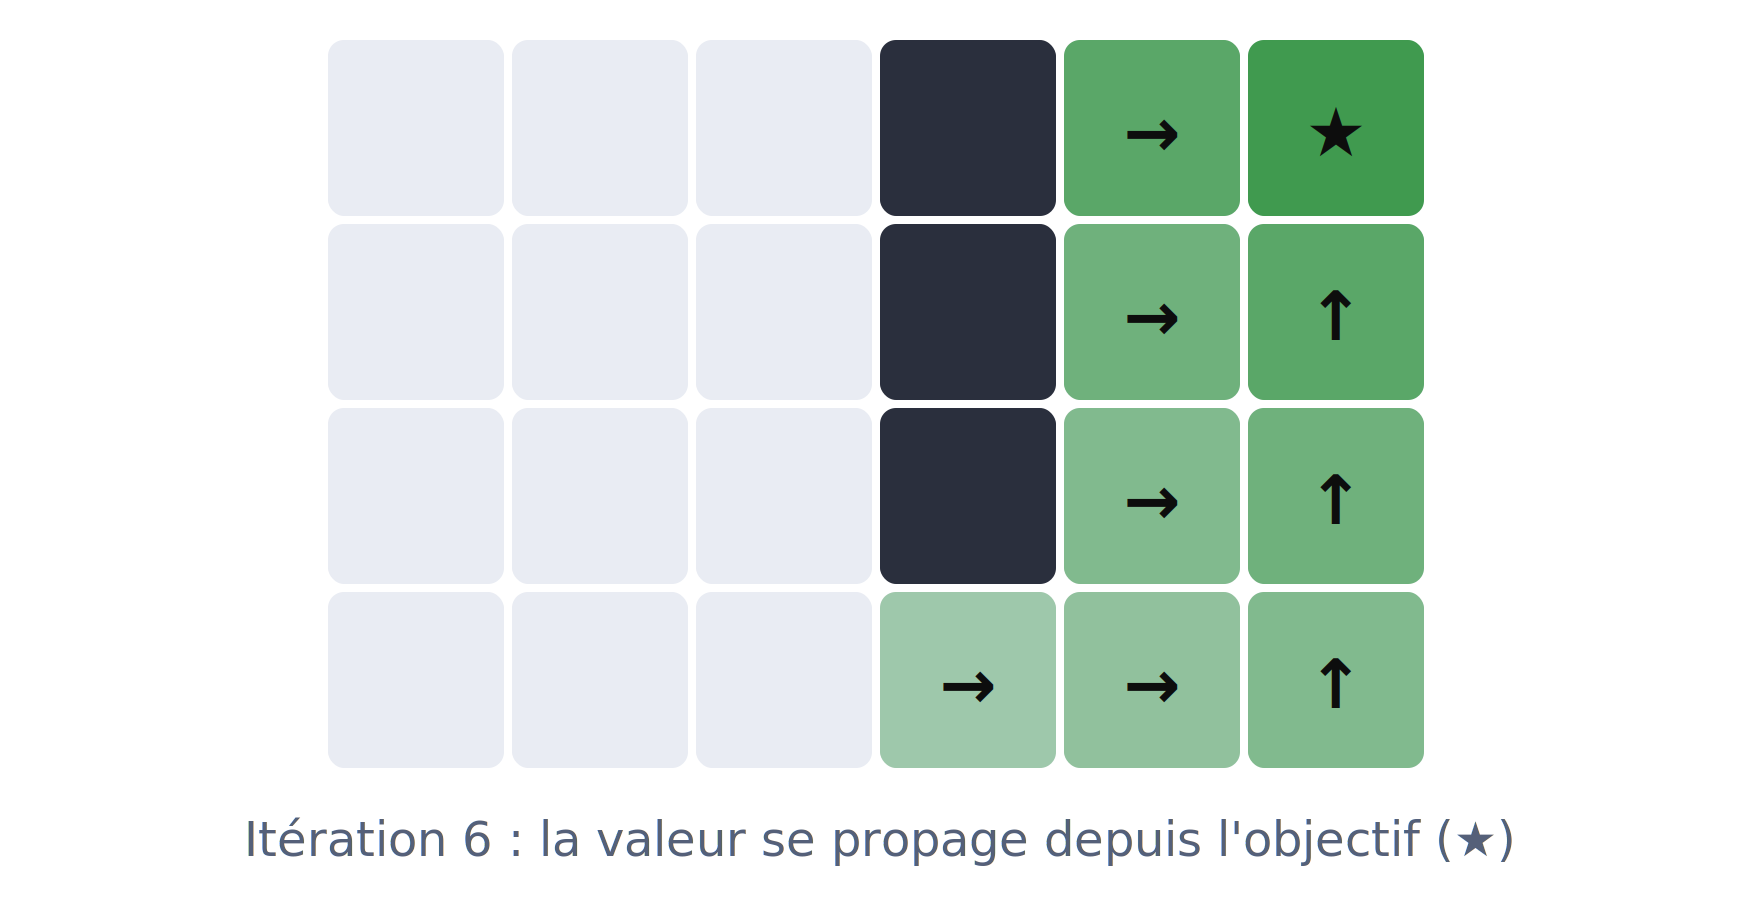 → ★
→ ↑
→ ↑
→ → ↑
Itération 6 : la valeur se propage depuis l'objectif (★)